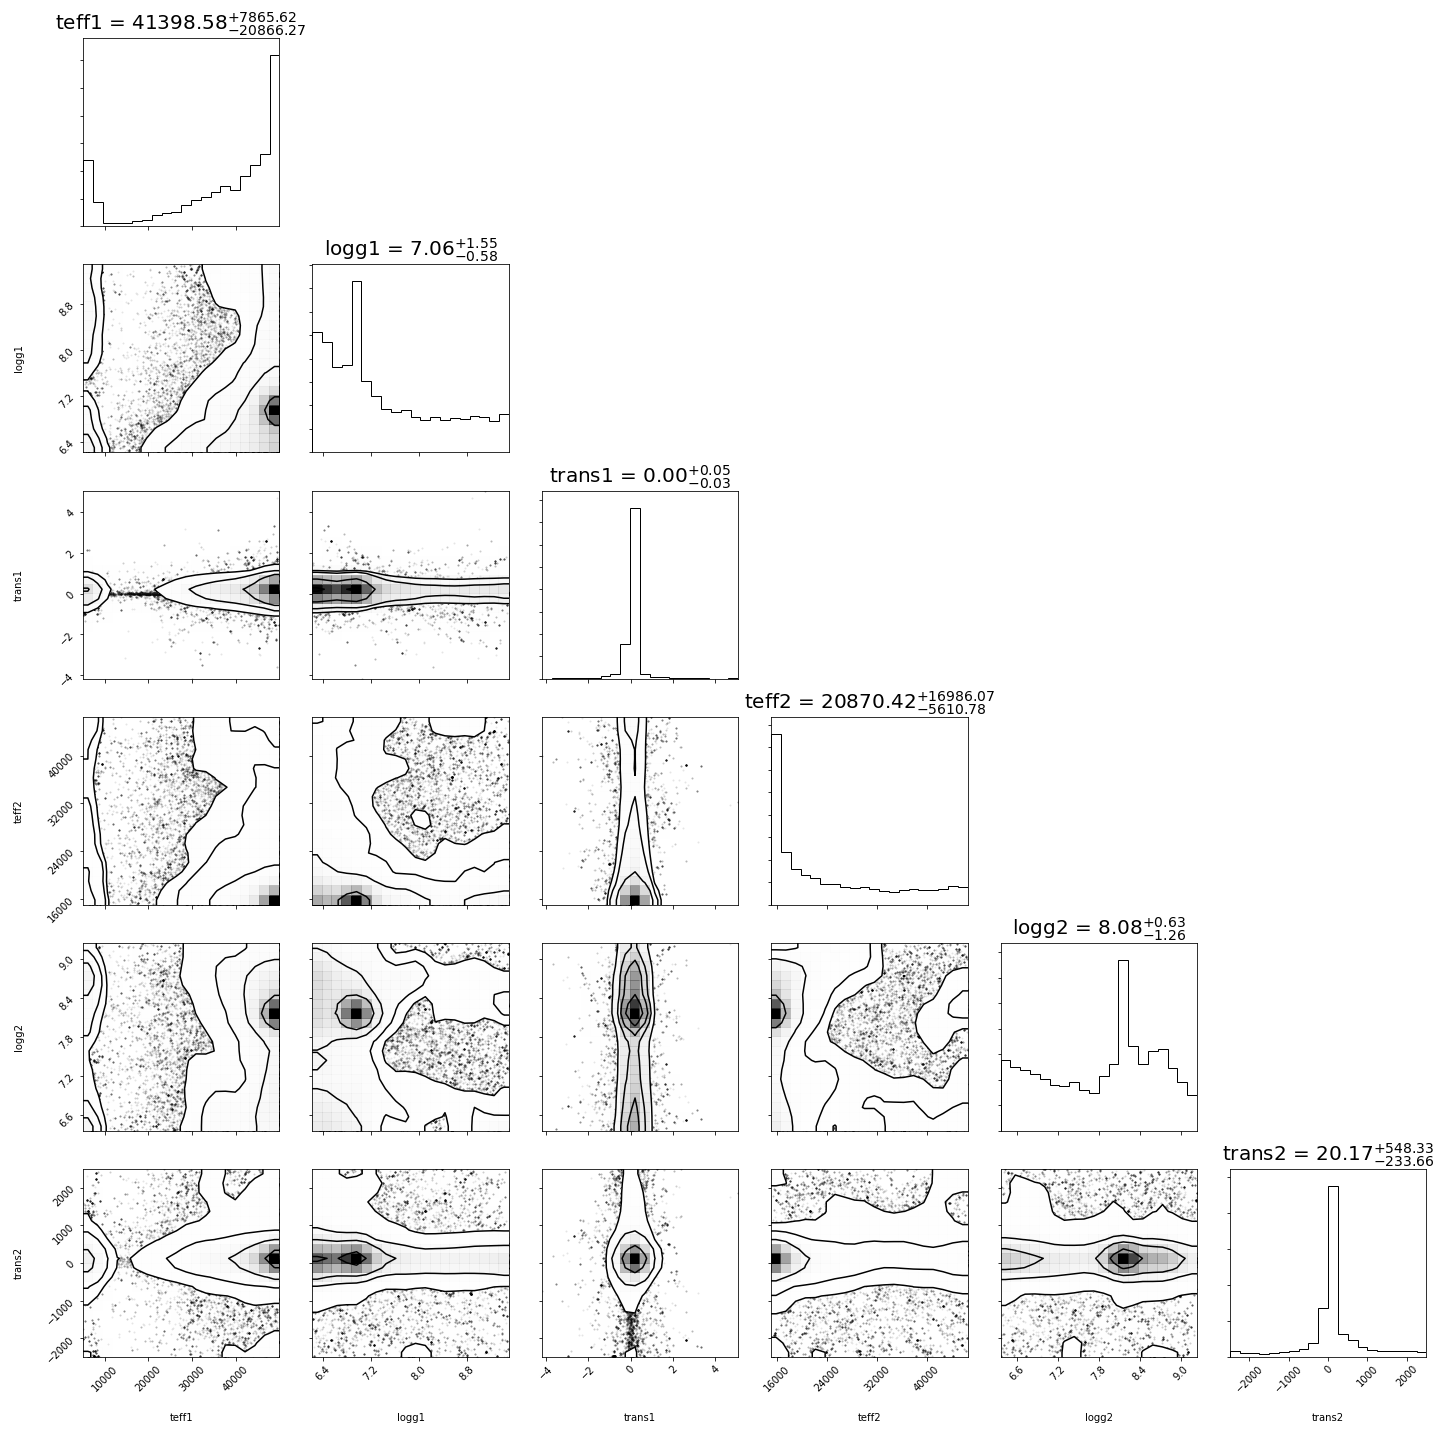 teff1 = 41398.58+7865.62−20866.27
logg1 = 7.06+1.55−0.58
8.8
8.0
7.2
6.4
logg1
trans1 = 0.00+0.05−0.03
4
2
0
−2
−4
trans1
teff2 = 20870.42+16986.07−5610.78
40000
32000
24000
16000
teff2
logg2 = 8.08+0.63−1.26
9.0
8.4
7.8
7.2
6.6
logg2
trans2 = 20.17+548.33−233.66
2000
1000
0
−1000
−2000
trans2
10000 20000 30000 40000 6.4 7.2 8.0 8.8 −4 −2 0 2 4 16000 24000 32000 40000 6.6 7.2 7.8 8.4 9.0 −2000 −1000 0 1000 2000
teff1 logg1 trans1 teff2 logg2 trans2